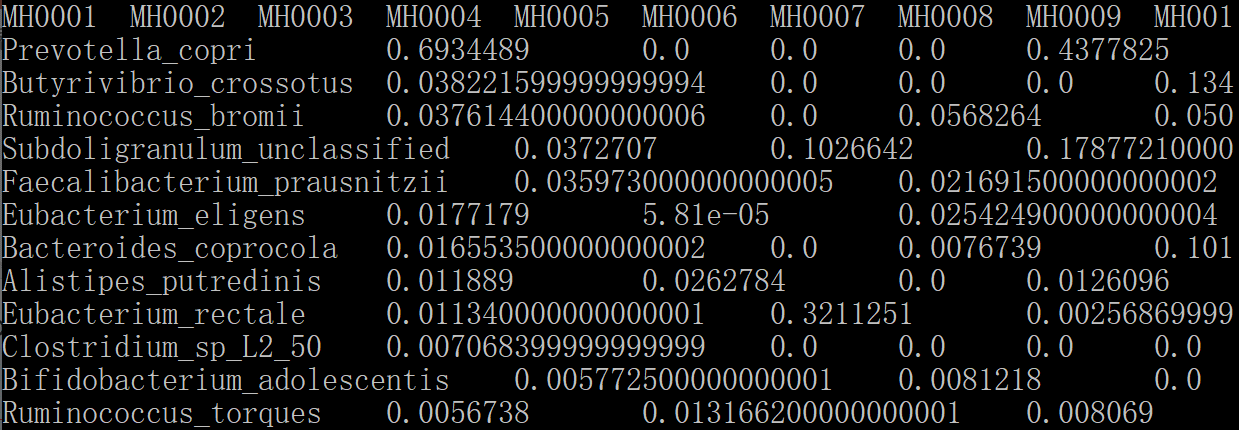 MH0001 MH0002 MH0003 MH0004 MH0005 MH0006 MH0007 MH0008 MH0009 MH001
Prevotella_copri 0.6934489 0.0 0.0 0.0 0.4377825
Butyrivibrio_crossotus 0.038221599999999994 0.0 0.0 0.0 0.134
Ruminococcus_bromii 0.037614400000000006 0.0 0.0568264 0.050
Subdoligranulum_unclassified 0.0372707 0.1026642 0.17877210000
Faecalibacterium_prausnitzii 0.035973000000000005 0.021691500000000002
Eubacterium_eligens 0.0177179 5.81e-05 0.025424900000000004
Bacteroides_coprocola 0.016553500000000002 0.0 0.0076739 0.101
Alistipes_putredinis 0.011889 0.0262784 0.0 0.0126096
Eubacterium_rectale 0.011340000000000001 0.3211251 0.00256869999
Clostridium_sp_L2_50 0.007068399999999999 0.0 0.0 0.0 0.0
Bifidobacterium_adolescentis 0.005772500000000001 0.0081218 0.0
Ruminococcus_torques 0.0056738 0.013166200000000001 0.008069